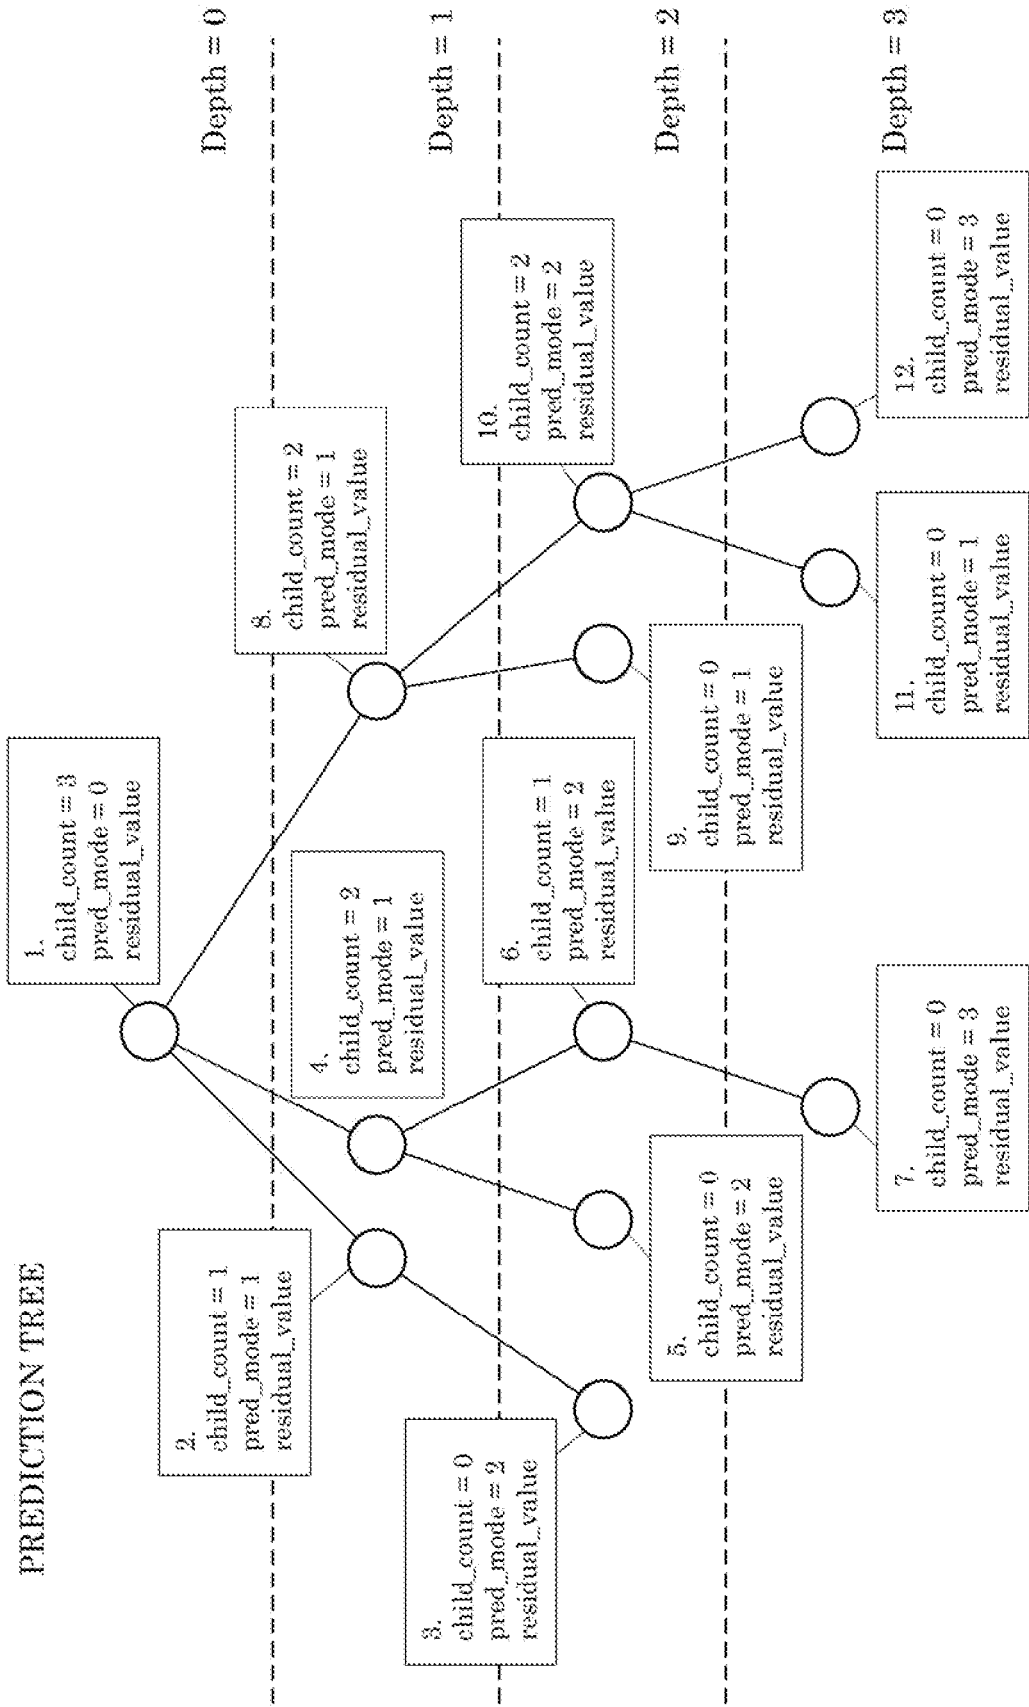 PREDICTION TREE
Depth = 0
Depth = 1
Depth = 2
Depth = 3
1.
child_count = 3
pred_mode = 0
residual_value
2.
child_count = 1
pred_mode = 1
residual_value
3.
child_count = 0
pred_mode = 2
residual_value
4.
child_count = 2
pred_mode = 1
residual_value
5.
child_count = 0
pred_mode = 2
residual_value
6.
child_count = 1
pred_mode = 2
residual_value
7.
child_count = 0
pred_mode = 3
residual_value
8.
child_count = 2
pred_mode = 1
residual_value
9.
child_count = 0
pred_mode = 1
residual_value
10.
child_count = 2
pred_mode = 2
residual_value
11.
child_count = 0
pred_mode = 1
residual_value
12.
child_count = 0
pred_mode = 3
residual_value